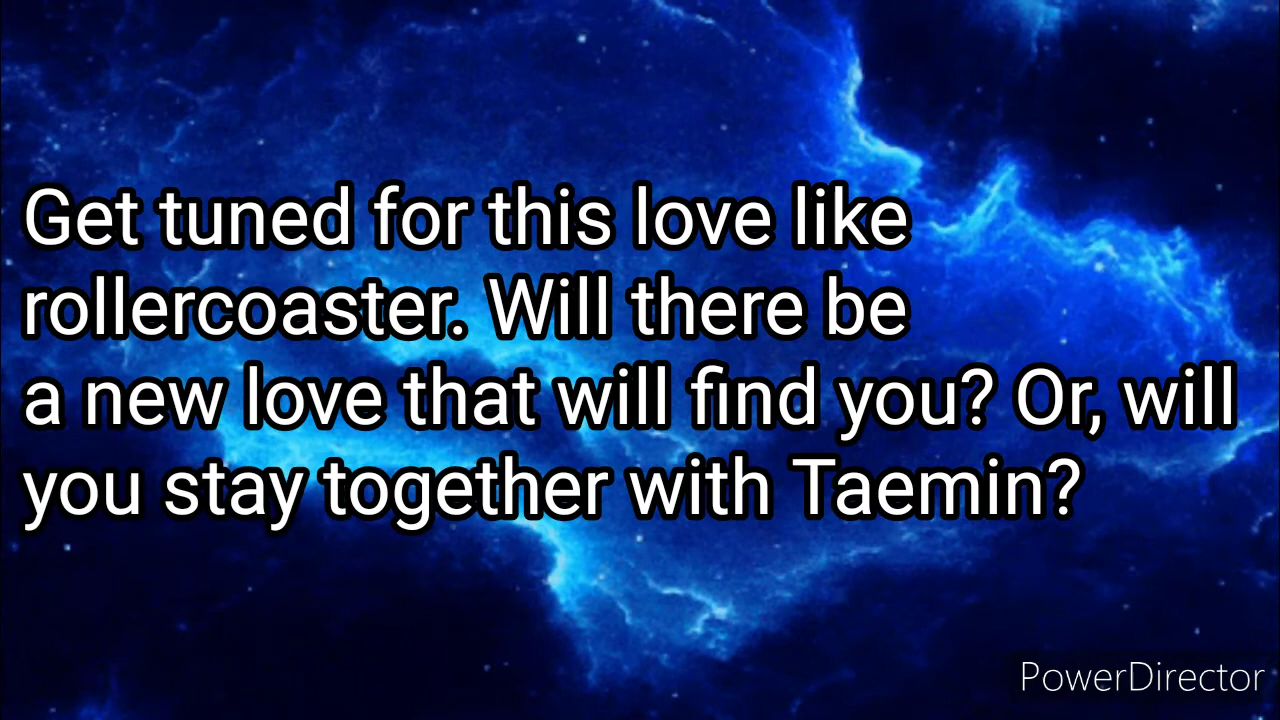 Get tuned for this love like
rollercoaster. Will there be
a new love that will find you? Or, will
you stay together with Taemin?
PowerDirector